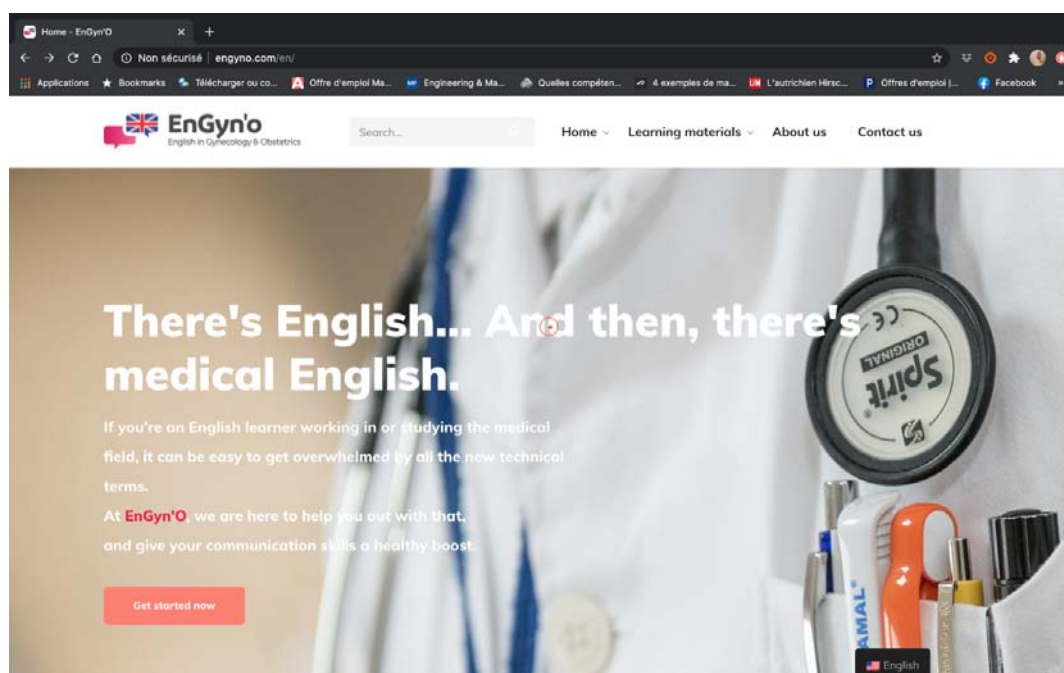 Home - EnGyn'O
Non sécurisé | engyno.com/en/
Applications Bookmarks Télécharger ou co... Offre d'emploi Ma... Engineering & Ma... Quelles compéten... 4 exemples de ma... L'autrichien Hirsc... Offres d'emploi |... Facebook »
EnGyn'o
English in Gynecology & Obstetrics
Search...
Home Learning materials About us Contact us
There's English... And then, there's
medical English.
If you're an English learner working in or studying the medical
field, it can be easy to get overwhelmed by all the new technical
terms.
At EnGyn'O, we are here to help you out with that,
and give your communication skills a healthy boost.
Get started now
CE
ORIGINAL
Spirit®
AMAL
English